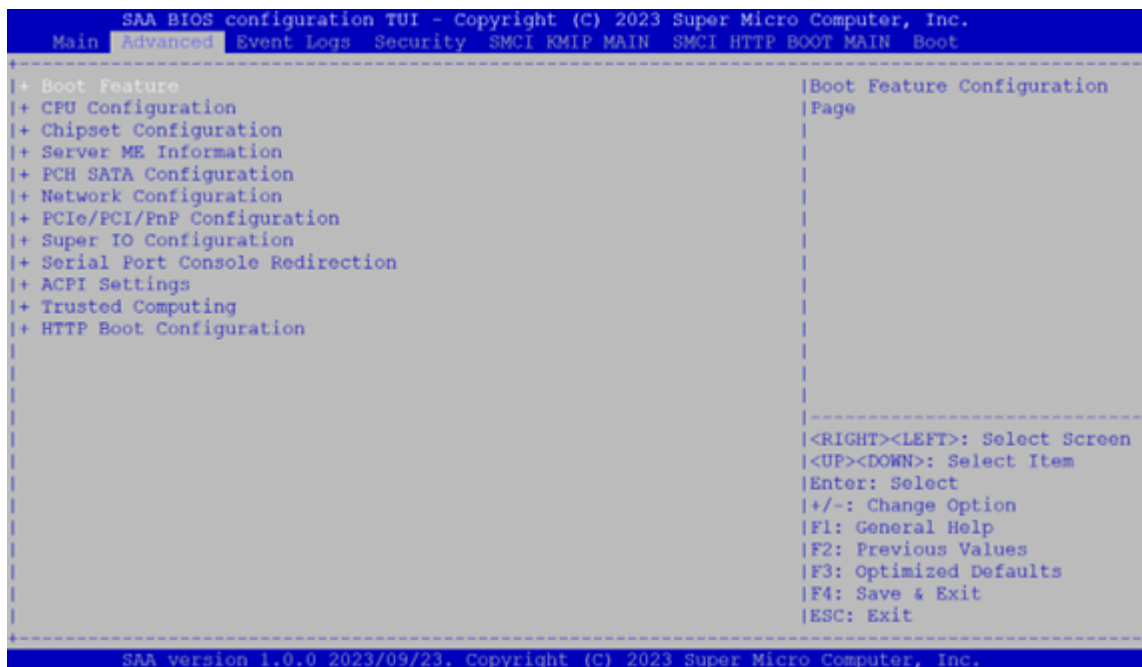 SAA BIOS configuration TUI - Copyright (C) 2023 Super Micro Computer, Inc.
Main Advanced Event Logs Security SMCI KMIP MAIN SMCI HTTP BOOT MAIN Boot
+ Boot Feature
+ CPU Configuration
+ Chipset Configuration
+ Server ME Information
+ PCH SATA Configuration
+ Network Configuration
+ PCIe/PCI/PnP Configuration
+ Super IO Configuration
+ Serial Port Console Redirection
+ ACPI Settings
+ Trusted Computing
+ HTTP Boot Configuration
Boot Feature Configuration
Page
<RIGHT><LEFT>: Select Screen
<UP><DOWN>: Select Item
Enter: Select
+/-: Change Option
F1: General Help
F2: Previous Values
F3: Optimized Defaults
F4: Save & Exit
ESC: Exit
SAA version 1.0.0 2023/09/23. Copyright (C) 2023 Super Micro Computer, Inc.